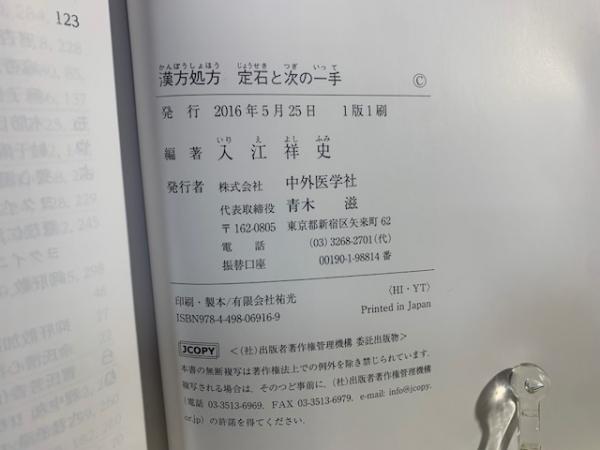 123
かんぽうしょほう じょうせき つぎ いって
漢方処方 定石と次の一手 ©
発行 2016年5月25日 1版1刷
いり え よし ふみ
編著 入江祥史
発行者 株式会社 中外医学社
代表取締役 青木 滋
〒162-0805 東京都新宿区矢来町62
電話 (03)3268-2701(代)
振替口座 00190-1-98814番
印刷・製本/有限会社祐光 〈HI・YT〉
ISBN978-4-498-06916-9 Printed in Japan
JCOPY <(社)出版者著作権管理機構 委託出版物>
本書の無断複写は著作権法上での例外を除き禁じられています.
複写される場合は,そのつど事前に,(社)出版者著作権管理機構
(電話 03-3513-6969, FAX 03-3513-6979, e-mail: info@jcopy.
or.jp)の許諾を得てください.